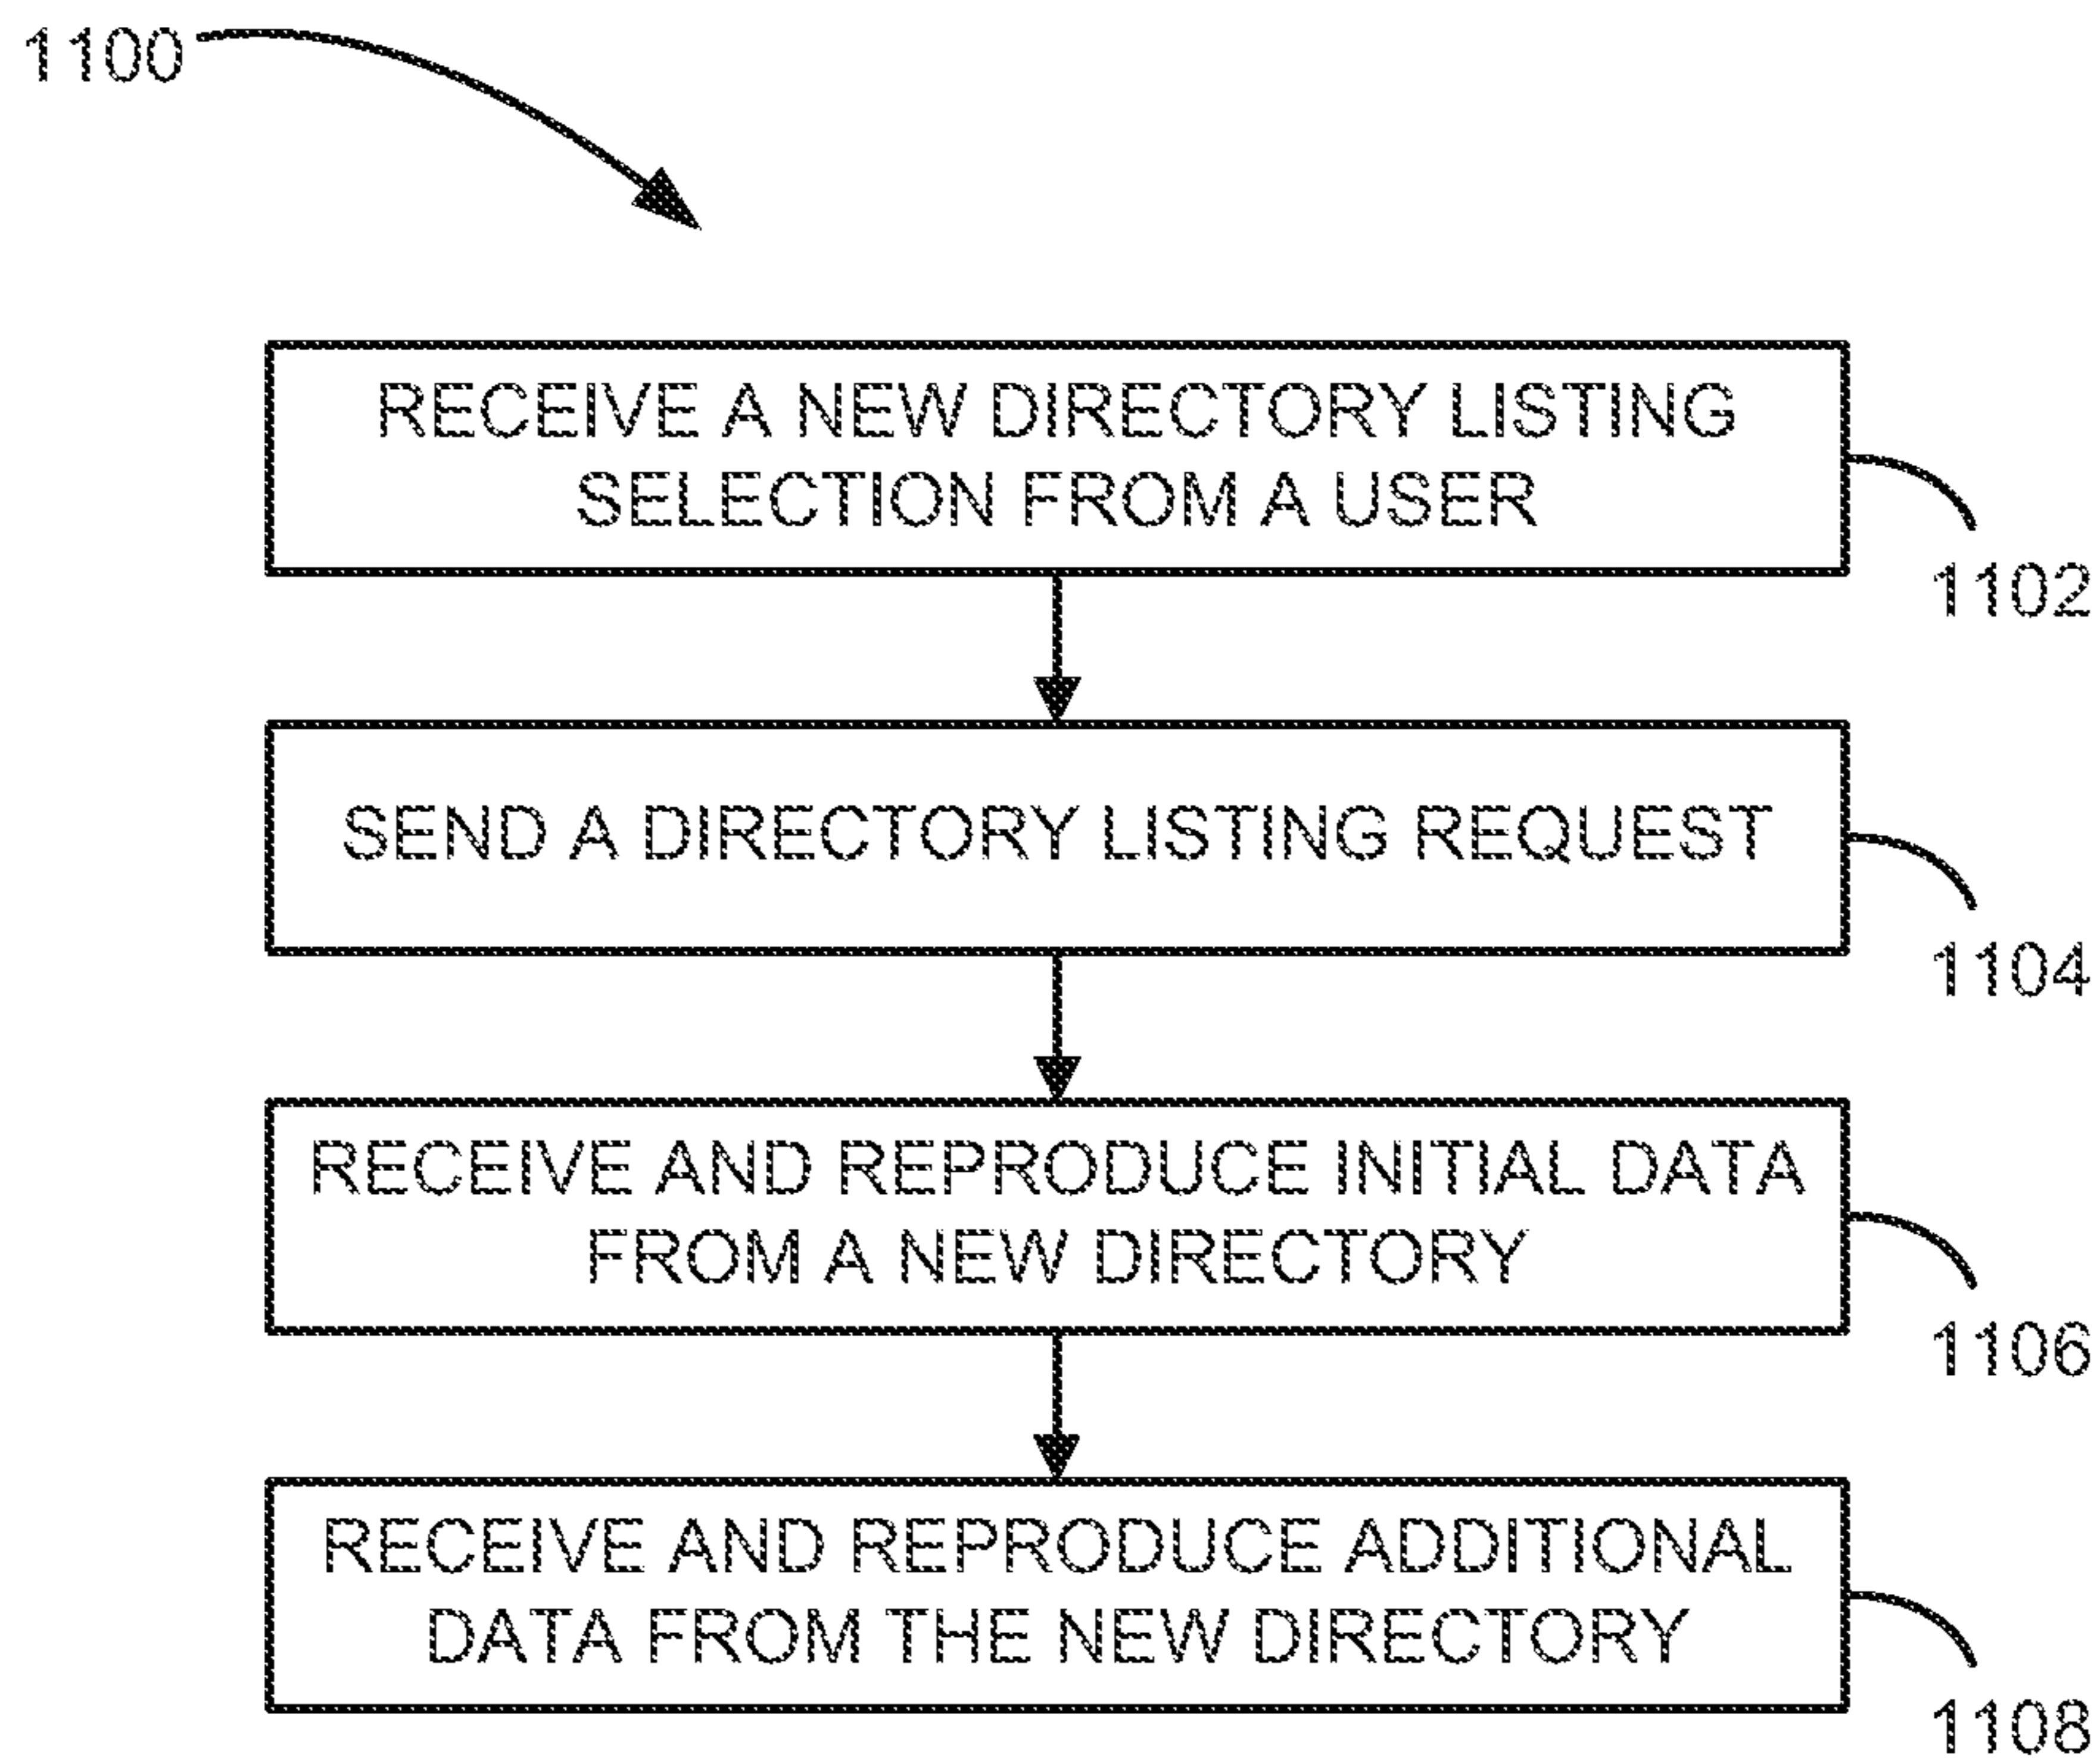 1100
RECEIVE A NEW DIRECTORY LISTING
SELECTION FROM A USER
1102
SEND A DIRECTORY LISTING REQUEST
1104
RECEIVE AND REPRODUCE INITIAL DATA
FROM A NEW DIRECTORY
1106
RECEIVE AND REPRODUCE ADDITIONAL
DATA FROM THE NEW DIRECTORY
1108